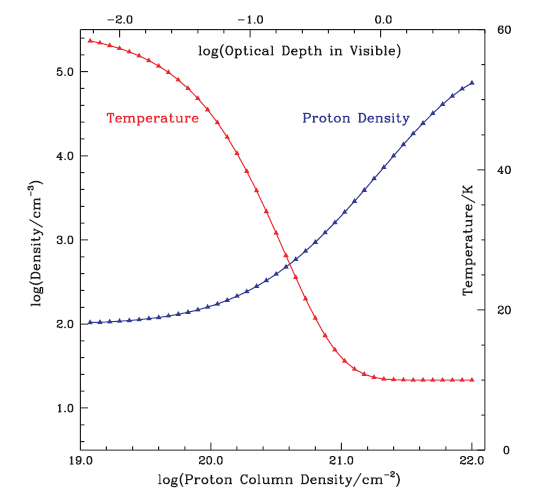 −2.0 −1.0 0.0
60
log(Optical Depth in Visible)
5.0
Temperature Proton Density
4.0 40
log(Density/cm⁻³)
Temperature/K
3.0
2.0 20
1.0
0
19.0 20.0 21.0 22.0
log(Proton Column Density/cm⁻²)